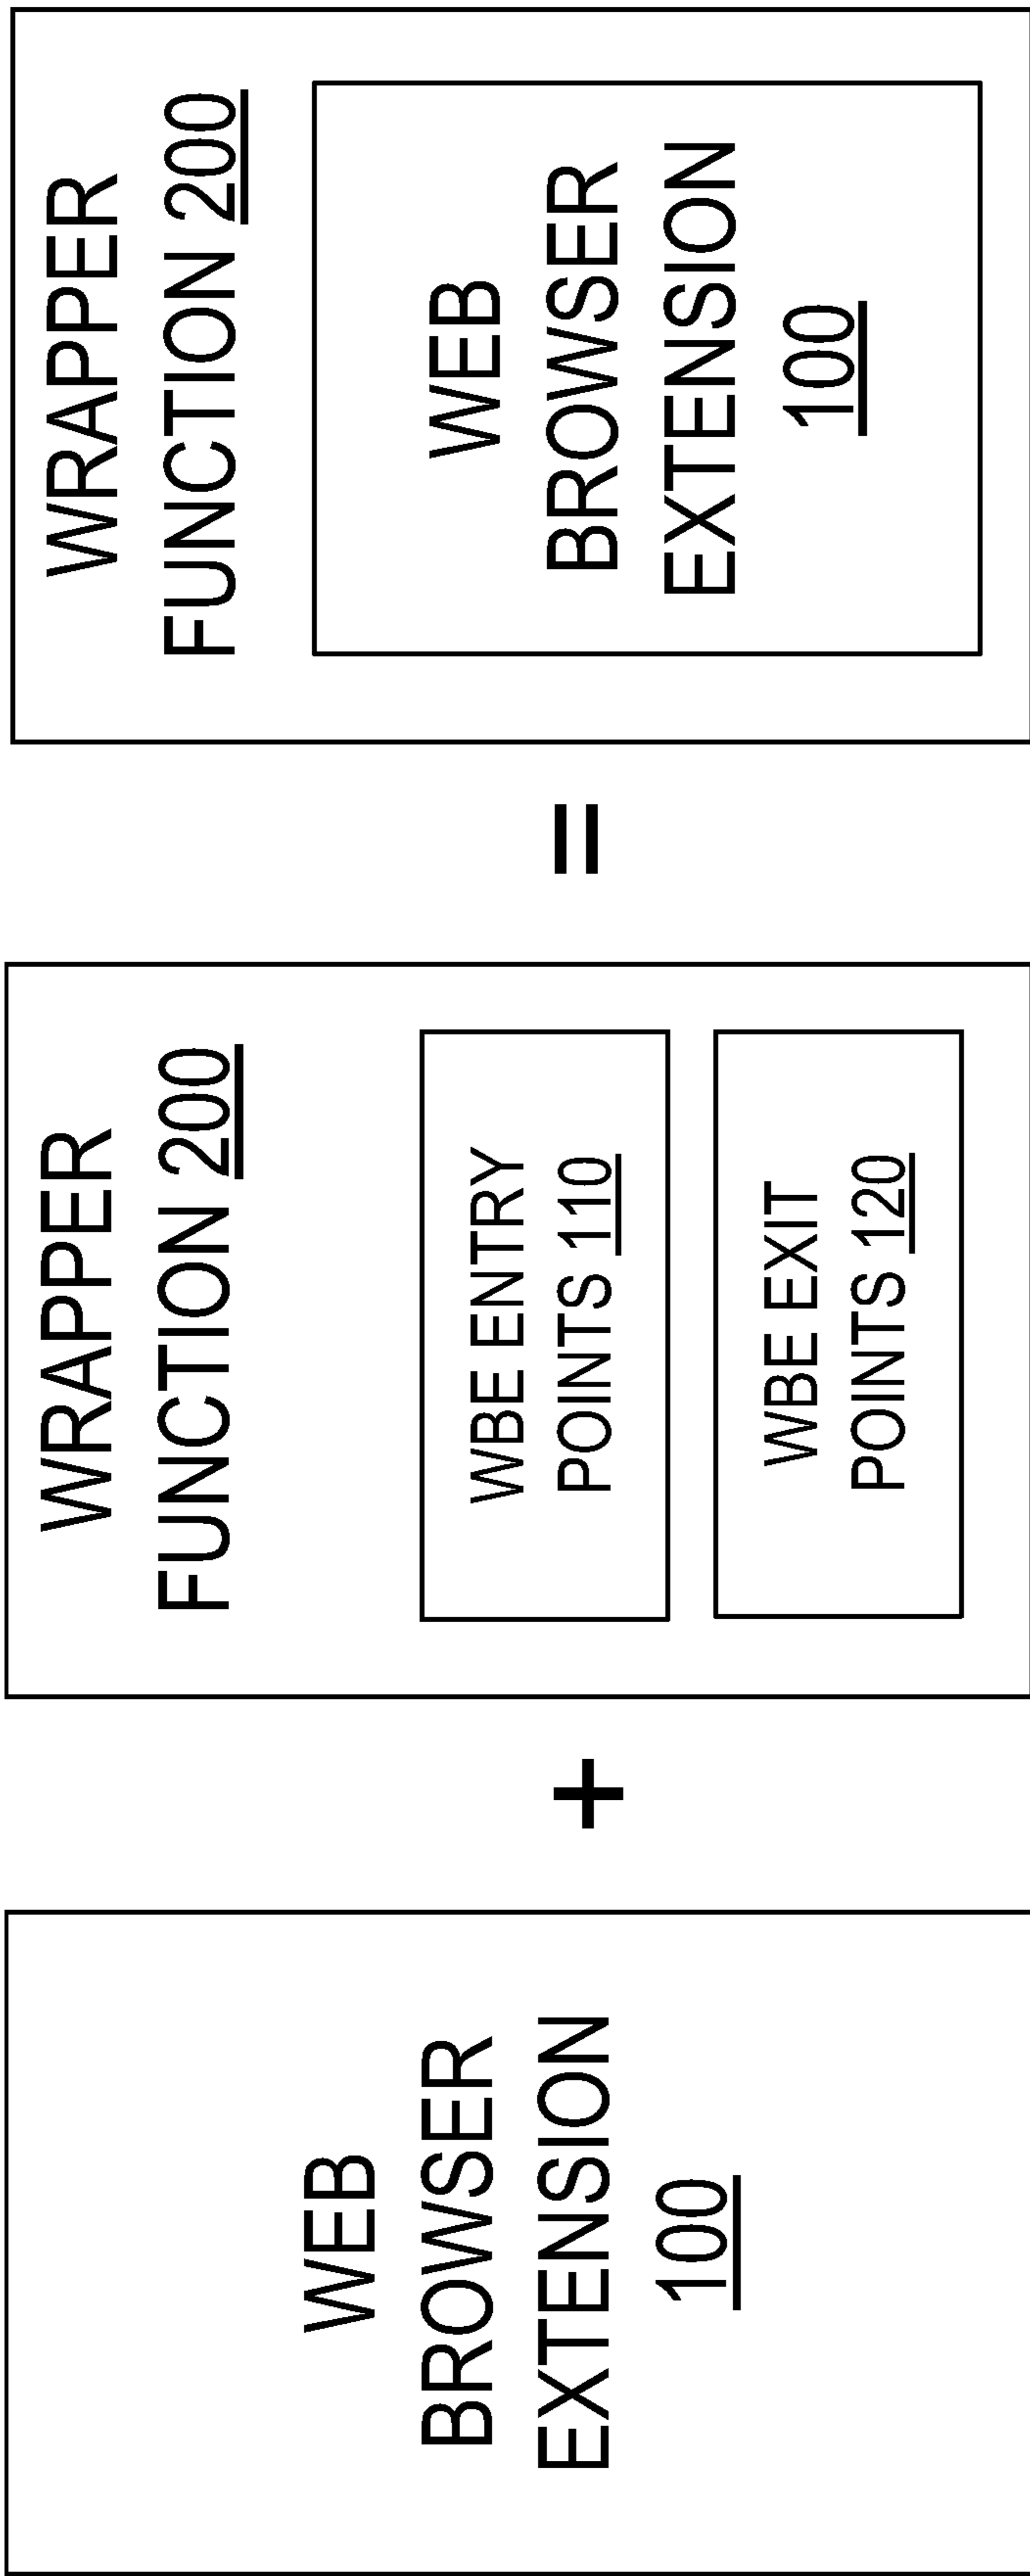 WEB
BROWSER
EXTENSION
100
+
WRAPPER
FUNCTION 200
WBE ENTRY
POINTS 110
WBE EXIT
POINTS 120
=
WRAPPER
FUNCTION 200
WEB
BROWSER
EXTENSION
100